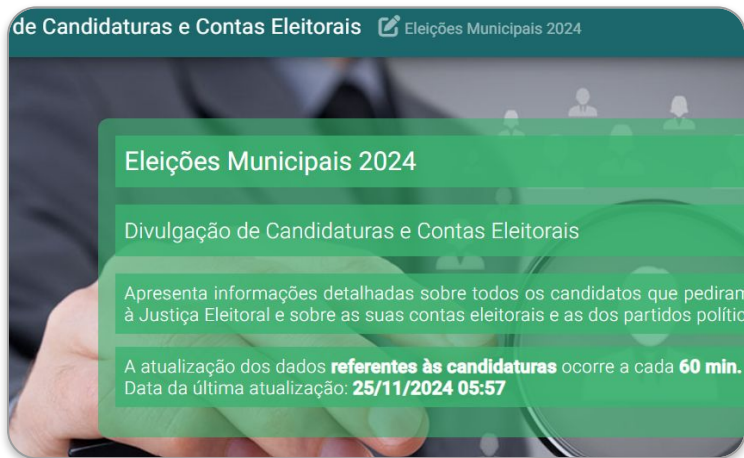 de Candidaturas e Contas Eleitorais Eleições Municipais 2024
Eleições Municipais 2024
Divulgação de Candidaturas e Contas Eleitorais
Apresenta informações detalhadas sobre todos os candidatos que pediram
à Justiça Eleitoral e sobre as suas contas eleitorais e as dos partidos
A atualização dos dados referentes às candidaturas ocorre a cada 60 min.
Data da última atualização: 25/11/2024 05:57